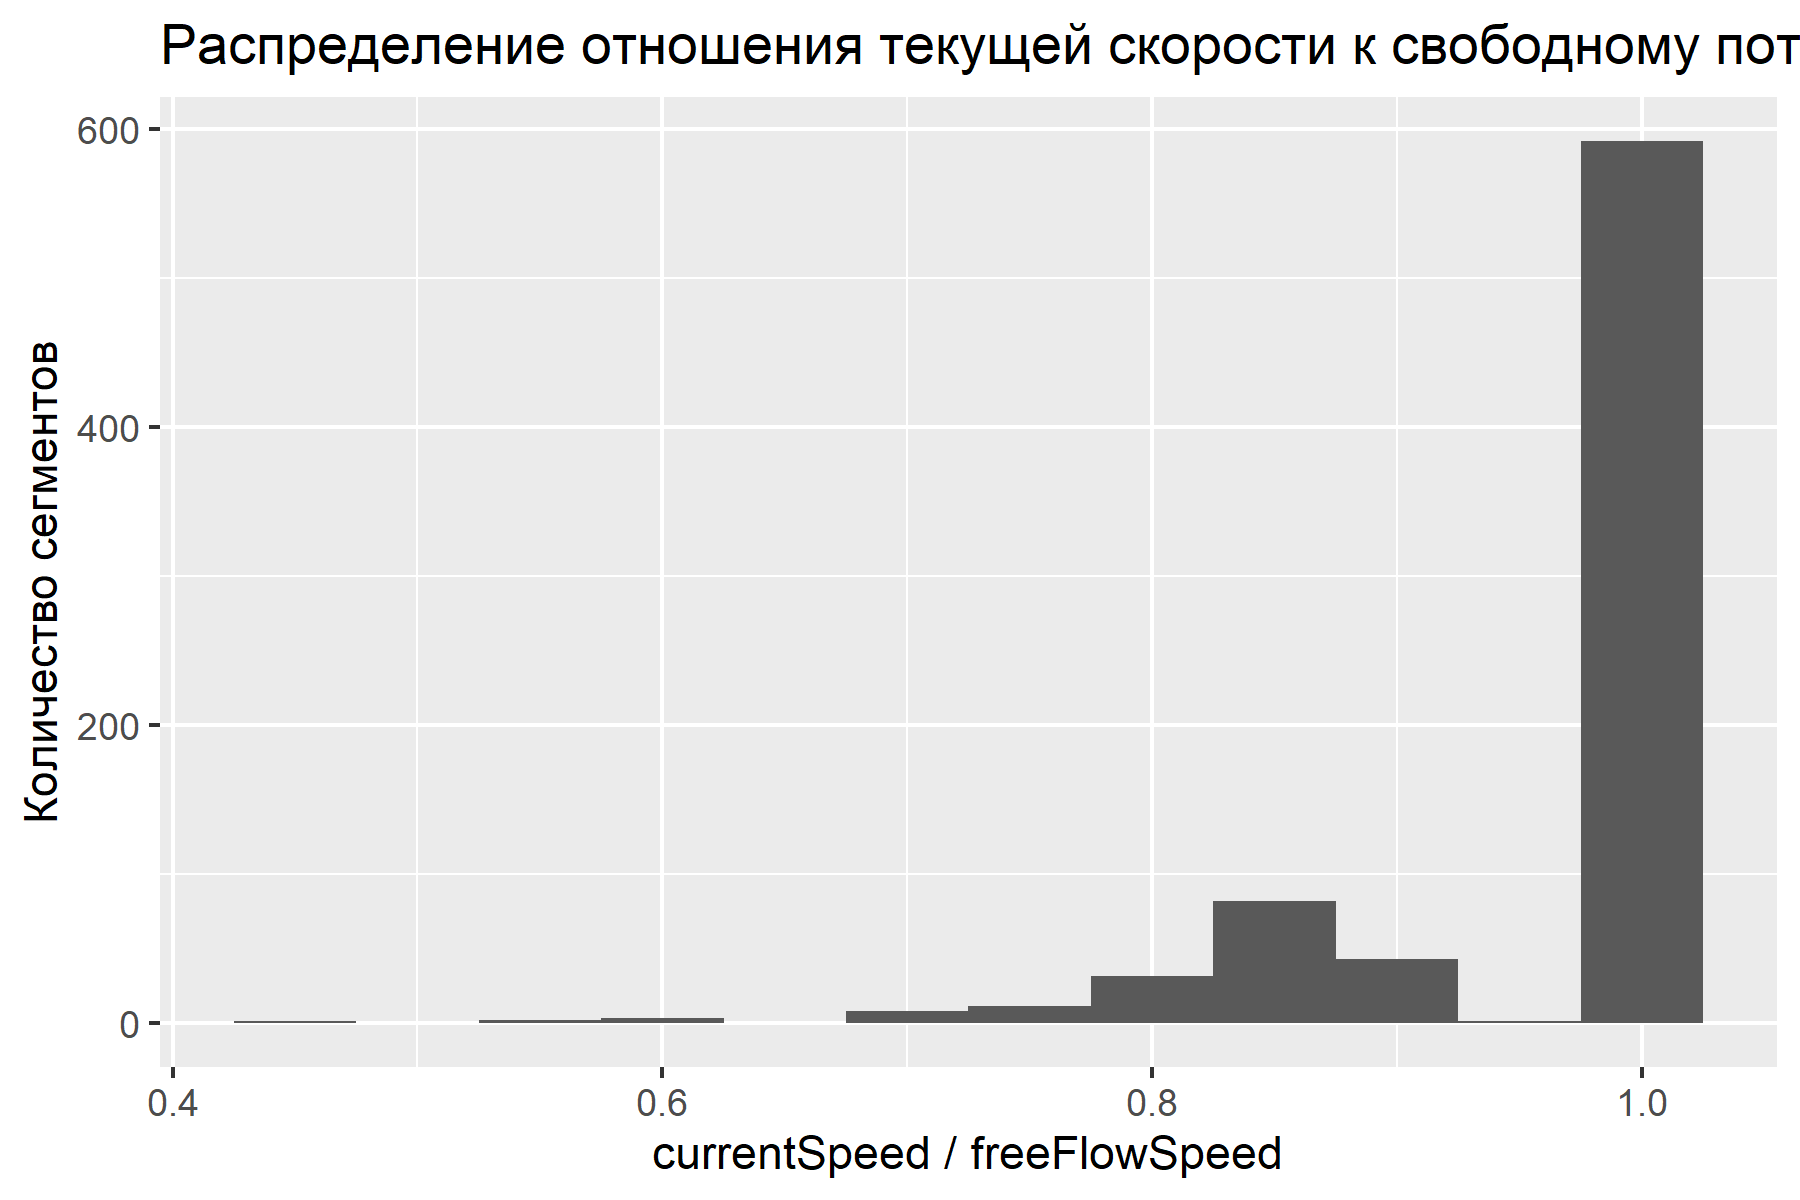 Распределение отношения текущей скорости к свободному пот
Количество сегментов
600
400
200
0
0.4 0.6 0.8 1.0
currentSpeed / freeFlowSpeed